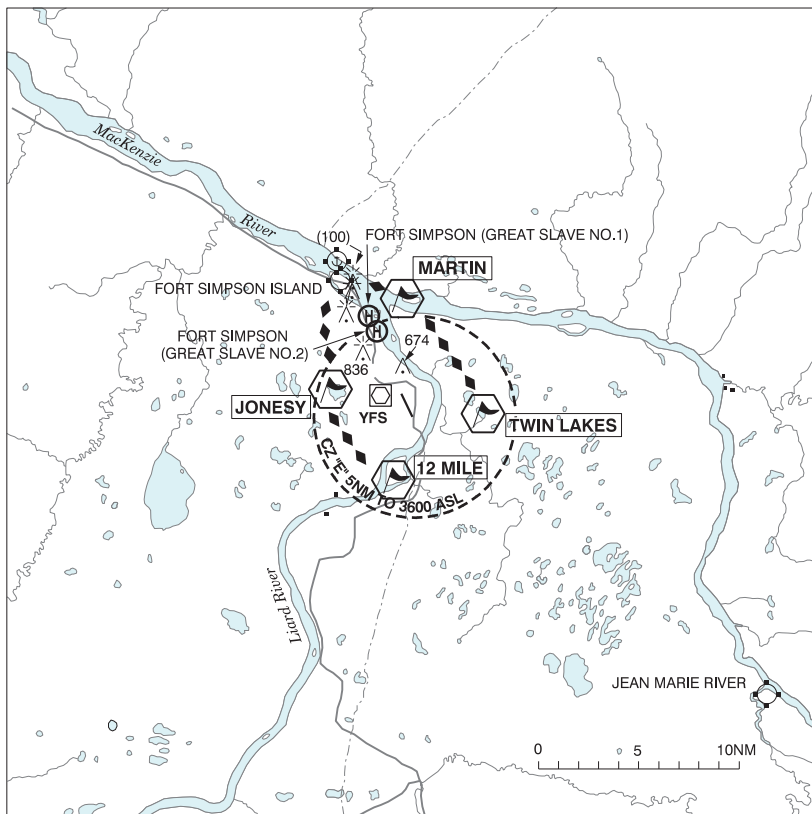 MacKenzie
River
(100)
FORT SIMPSON (GREAT SLAVE NO.1)
MARTIN
FORT SIMPSON ISLAND
H
H
FORT SIMPSON
(GREAT SLAVE NO.2)
674
836
JONESY
YFS
TWIN LAKES
12 MILE
CZ "E" 5NM TO 3600 ASL
Liard River
JEAN MARIE RIVER
0 5 10NM